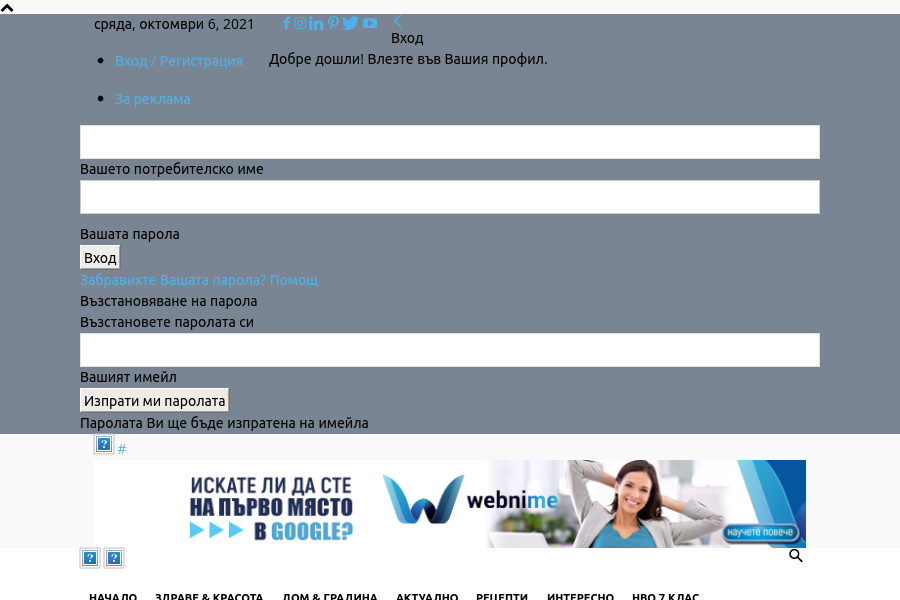 сряда, октомври 6, 2021
Вход
Вход / Регистрация
Добре дошли! Влезте във Вашия профил.
За реклама
Вашето потребителско име
Вашата парола
Вход
Забравихте Вашата парола? Помощ
Възстановяване на парола
Възстановете паролата си
Вашият имейл
Изпрати ми паролата
Паролата Ви ще бъде изпратена на имейла
#
ИСКАТЕ ЛИ ДА СТЕ
НА ПЪРВО МЯСТО
В GOOGLE?
webnime
научете повече
НАЧАЛО ЗДРАВЕ & КРАСОТА ДОМ & ГРАДИНА АКТУАЛНО РЕЦЕПТИ ИНТЕРЕСНО НВО 7 КЛАС